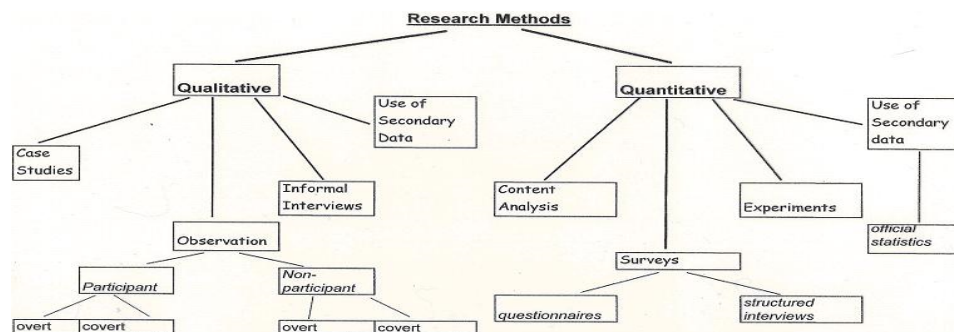 Research Methods
Qualitative
Quantitative
Use of
Secondary
Data
Use of
Secondary
data
Case
Studies
Informal
Interviews
Content
Analysis
Experiments
Observation
official
statistics
Surveys
Participant
Non-
participant
questionnaires
structured
interviews
overt
covert
overt
covert